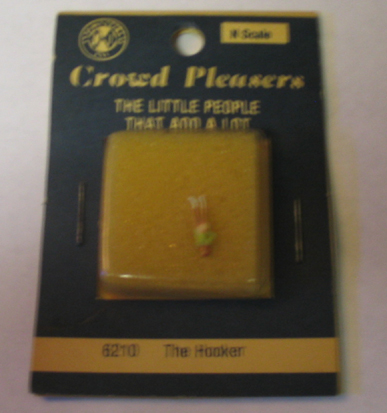 N Scale
Crowd Pleasers
THE LITTLE PEOPLE
THAT ADD A LOT
6210 The Hooker